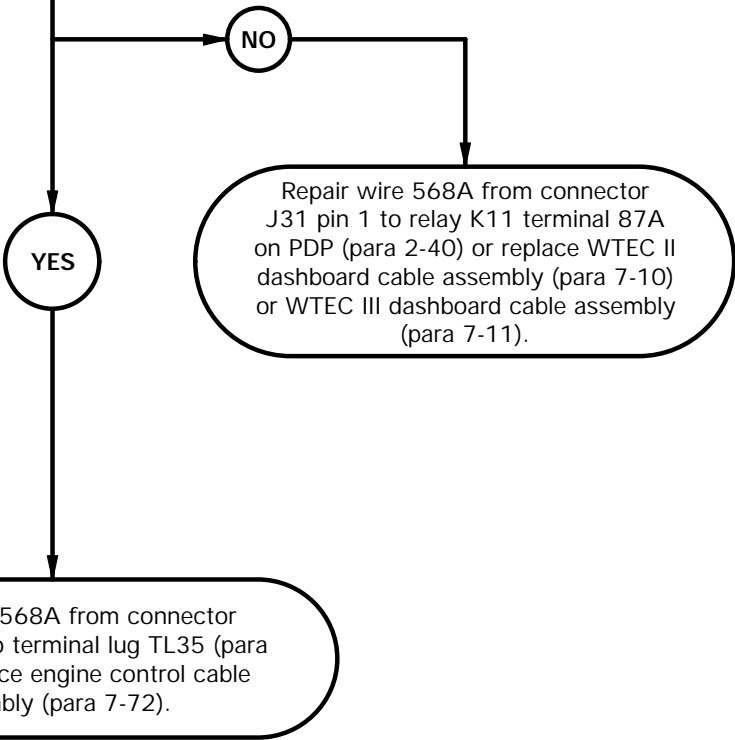 NO
Repair wire 568A from connector
J31 pin 1 to relay K11 terminal 87A
on PDP (para 2-40) or replace WTEC II
dashboard cable assembly (para 7-10)
or WTEC III dashboard cable assembly
(para 7-11).
YES
568A from connector
terminal lug TL35 (para
engine control cable
(para 7-72).